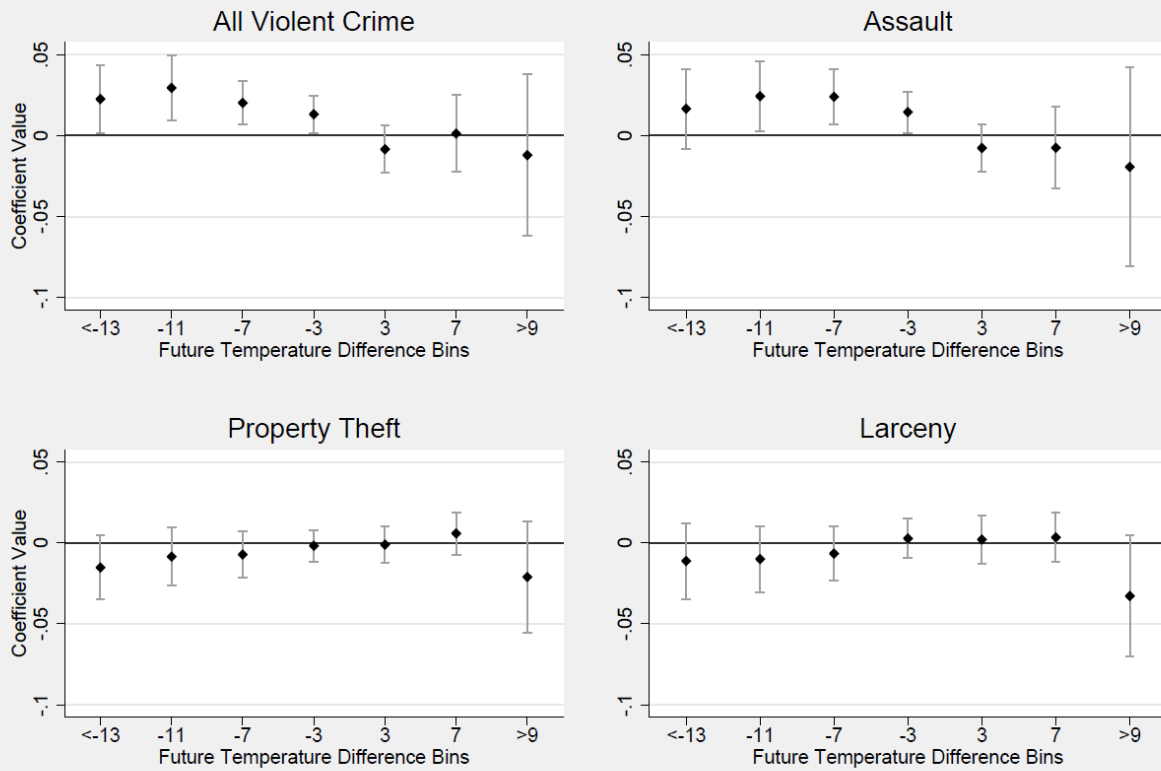 All Violent Crime
Coefficient Value
.05
0
-.05
-.1
<-13 -11 -7 -3 3 7 >9
Future Temperature Difference Bins
Assault
.05
0
-.05
-.1
<-13 -11 -7 -3 3 7 >9
Future Temperature Difference Bins
Property Theft
Coefficient Value
.05
0
-.05
-.1
<-13 -11 -7 -3 3 7 >9
Future Temperature Difference Bins
Larceny
.05
0
-.05
-.1
<-13 -11 -7 -3 3 7 >9
Future Temperature Difference Bins